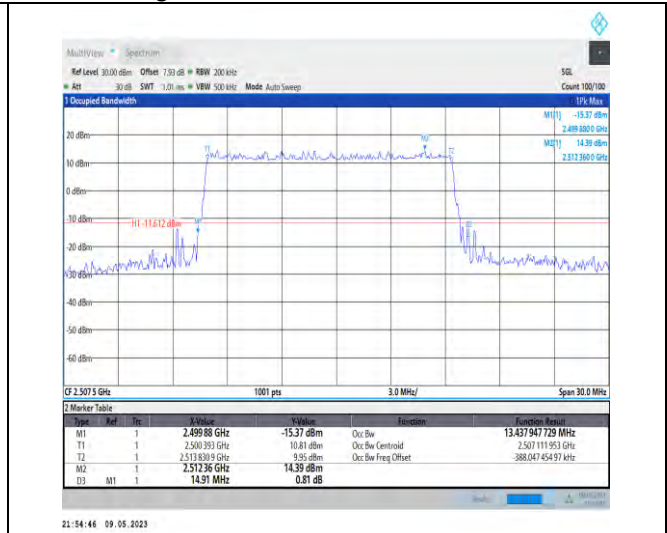 MultiView Spectrum
Ref Level 30.00 dBm Offset 7.93 dB RBW 200 kHz SGL
Att 30 dB SWT 1.01 ms VBW 500 kHz Mode Auto Sweep Count 100/100
1 Occupied Bandwidth 1Pk Max
M1[1] -15.37 dBm
2.499 880 0 GHz
M2[1] 14.39 dBm
2.512 360 0 GHz
20 dBm
T1 M2 T2
10 dBm
0 dBm
-10 dBm
H1 -11.612 dBm M1
-20 dBm
-30 dBm
-40 dBm
-50 dBm
-60 dBm
CF 2.507 5 GHz 1001 pts 3.0 MHz/ Span 30.0 MHz
2 Marker Table
Type Ref Trc X-Value Y-Value Function Function Result
M1 1 2.499 88 GHz -15.37 dBm Occ Bw 13.437 947 729 MHz
T1 1 2.500 393 GHz 10.81 dBm Occ Bw Centroid 2.507 111 953 GHz
T2 1 2.513 830 9 GHz 9.95 dBm Occ Bw Freq Offset -388.047 454 97 kHz
M2 1 2.512 36 GHz 14.39 dBm
D3 M1 1 14.91 MHz 0.81 dB
21:54:46 09.05.2023